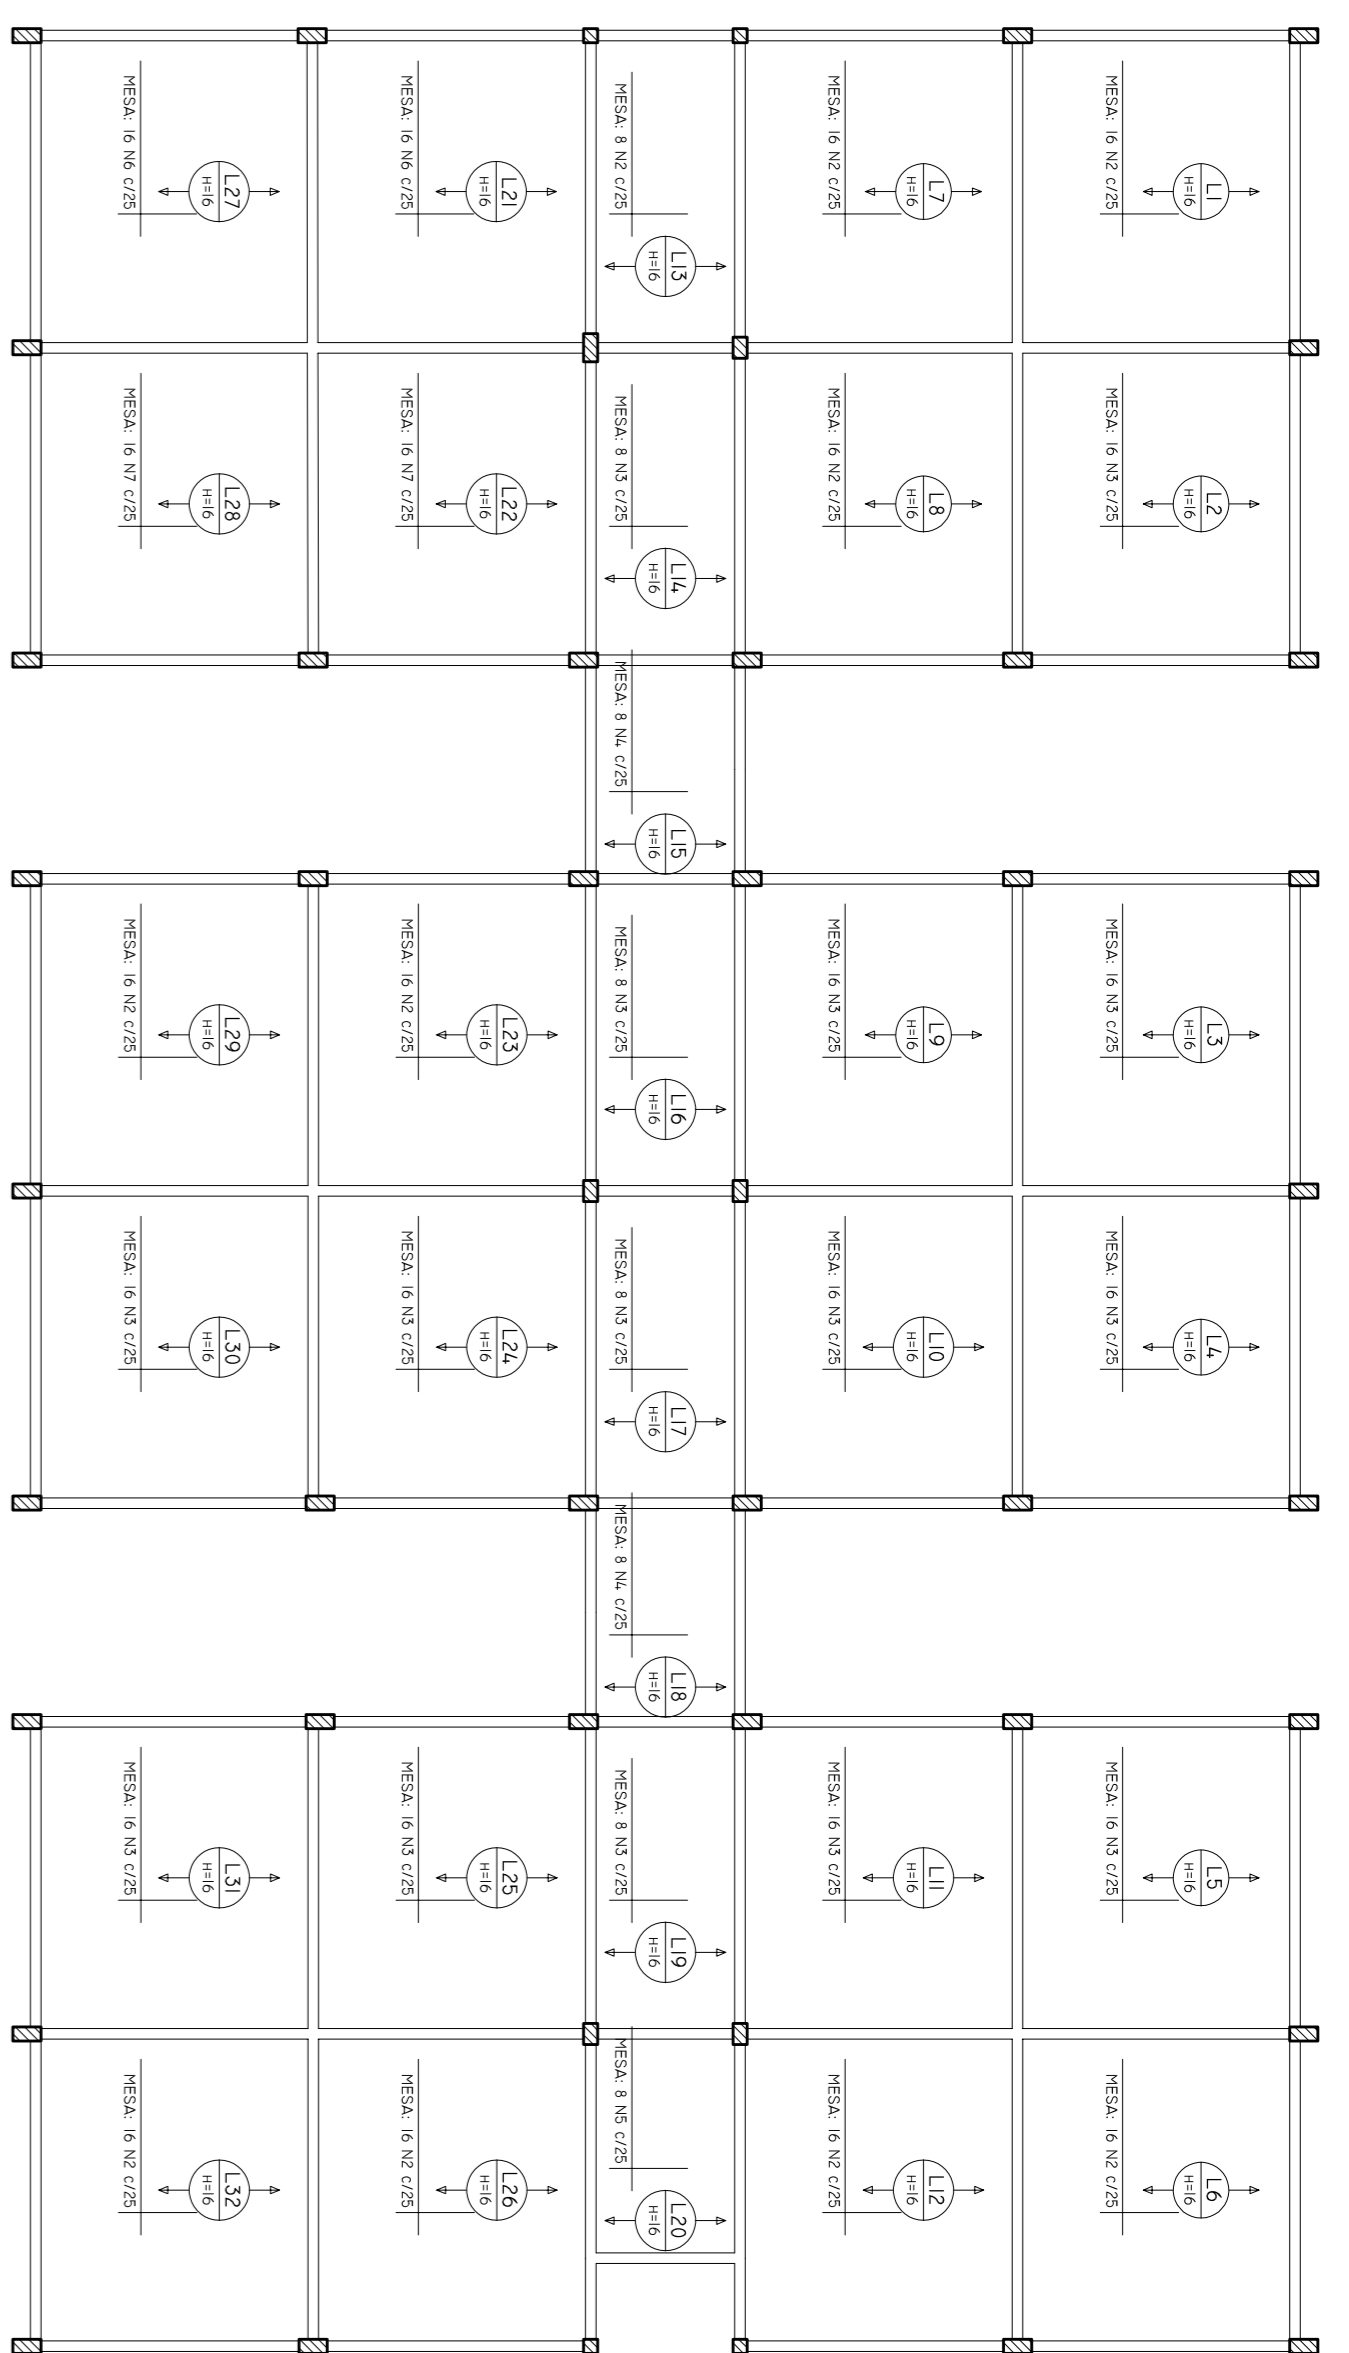 L1
H=16
MESA: 16 N2 c/25
L2
H=16
MESA: 16 N3 c/25
L3
H=16
MESA: 16 N3 c/25
L4
H=16
MESA: 16 N3 c/25
L5
H=16
MESA: 16 N3 c/25
L6
H=16
MESA: 16 N2 c/25
L7
H=16
MESA: 16 N2 c/25
L8
H=16
MESA: 16 N2 c/25
L9
H=16
MESA: 16 N3 c/25
L10
H=16
MESA: 16 N3 c/25
L11
H=16
MESA: 16 N3 c/25
L12
H=16
MESA: 16 N2 c/25
L13
H=16
MESA: 8 N2 c/25
L14
H=16
MESA: 8 N3 c/25
L15
H=16
MESA: 8 N4 c/25
L16
H=16
MESA: 8 N3 c/25
L17
H=16
MESA: 8 N3 c/25
L18
H=16
MESA: 8 N4 c/25
L19
H=16
MESA: 8 N3 c/25
L20
H=16
MESA: 8 N5 c/25
L21
H=16
MESA: 16 N6 c/25
L22
H=16
MESA: 16 N7 c/25
L23
H=16
MESA: 16 N2 c/25
L24
H=16
MESA: 16 N3 c/25
L25
H=16
MESA: 16 N3 c/25
L26
H=16
MESA: 16 N2 c/25
L27
H=16
MESA: 16 N6 c/25
L28
H=16
MESA: 16 N7 c/25
L29
H=16
MESA: 16 N2 c/25
L30
H=16
MESA: 16 N3 c/25
L31
H=16
MESA: 16 N3 c/25
L32
H=16
MESA: 16 N2 c/25